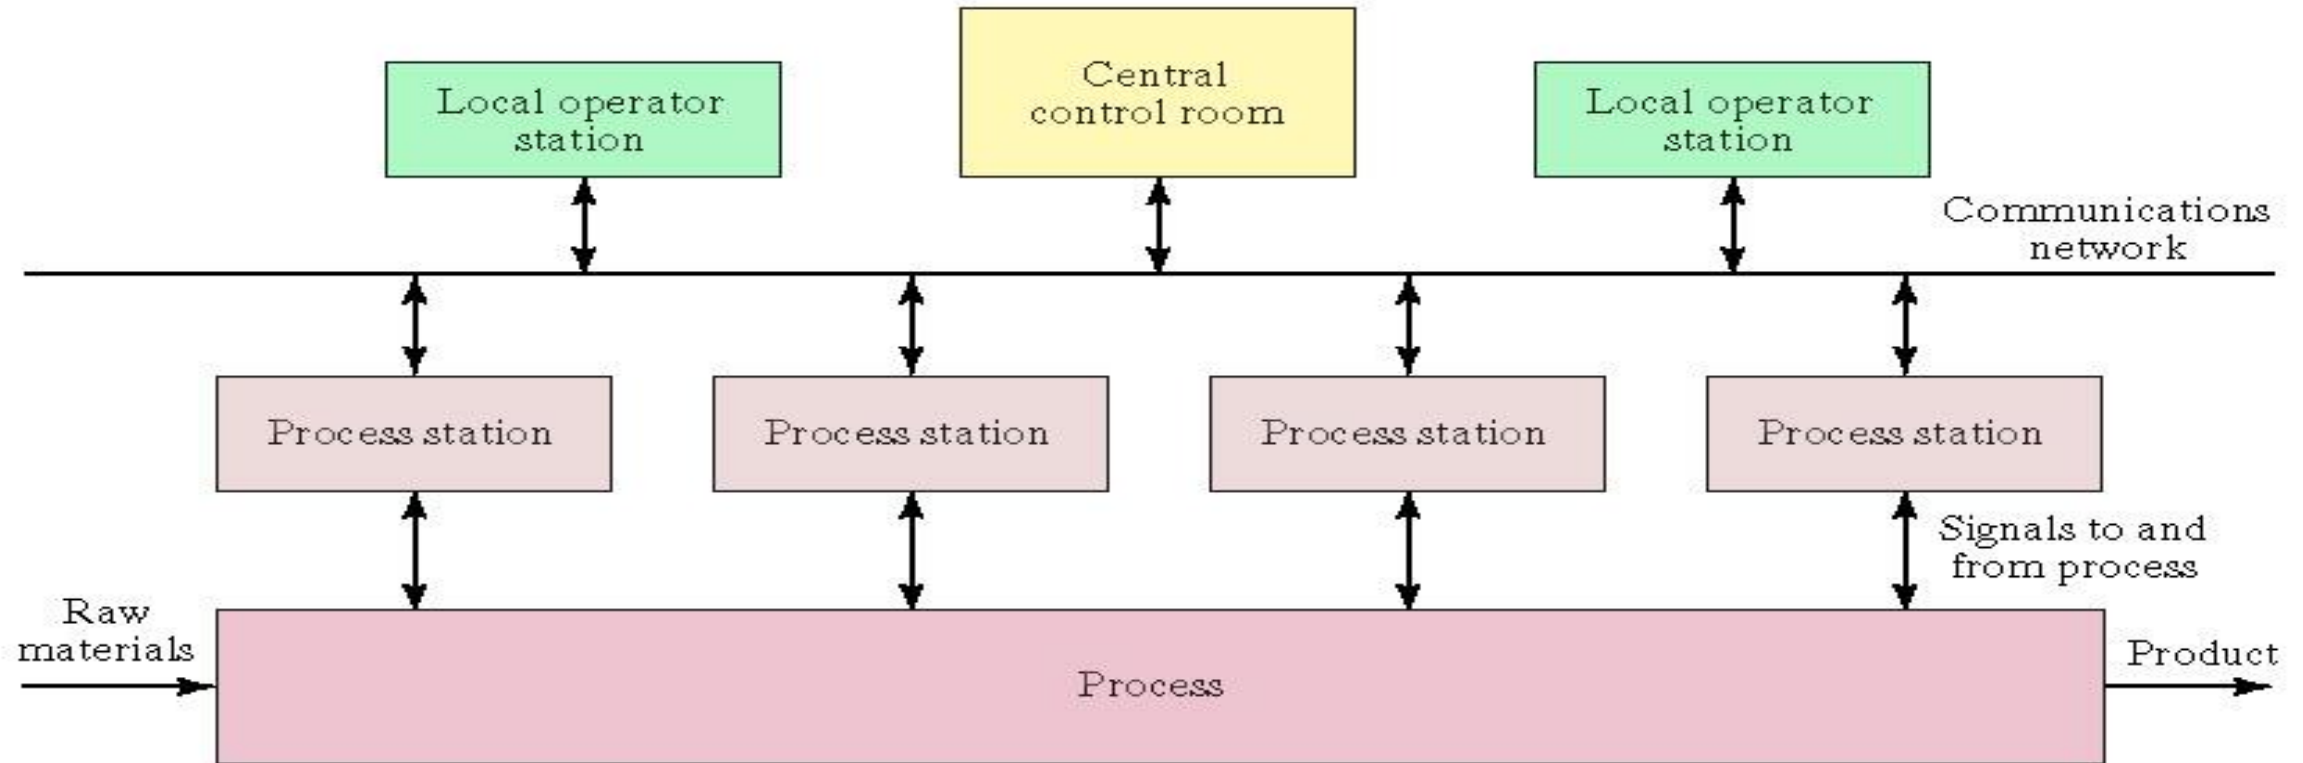 Central
control room
Local operator
station
Local operator
station
Communications
network
Process station
Process station
Process station
Process station
Signals to and
from process
Raw
materials
Process
Product